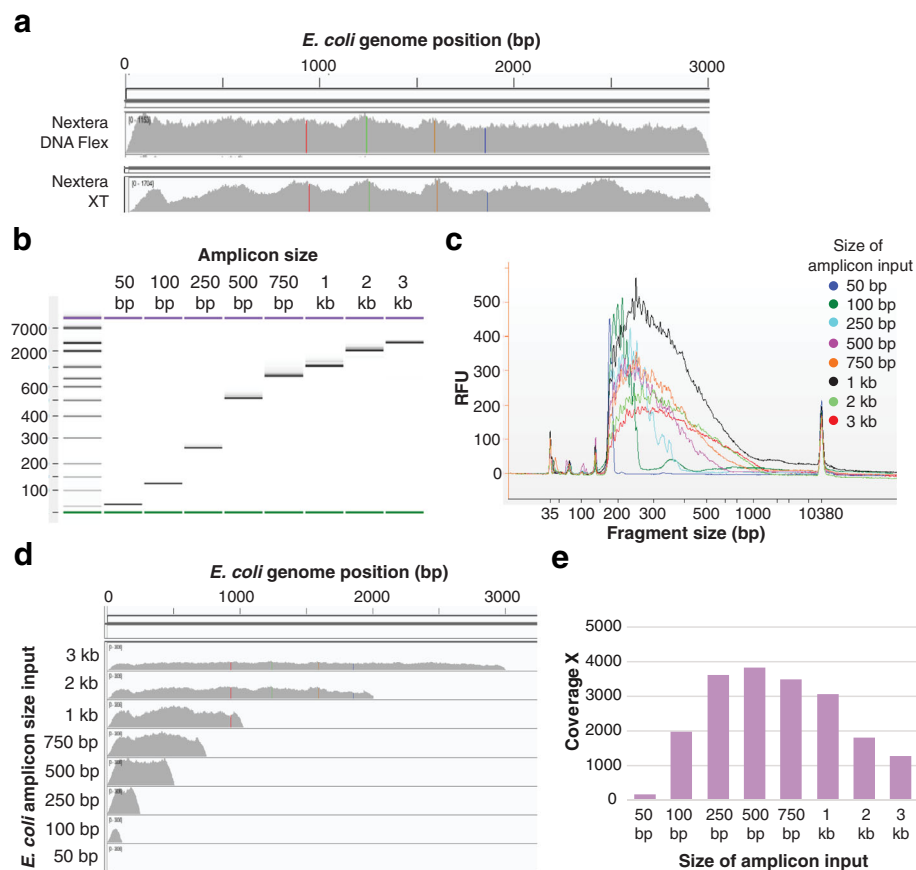 a
E. coli genome position (bp)
0 1000 2000 3000
Nextera
DNA Flex
[0 - 1153]
Nextera
XT
[0 - 1704]
b
Amplicon size
50 100 250 500 750 1 2 3
bp bp bp bp bp kb kb kb
7000
2000
600
400
300
200
100
c
Size of
amplicon input
50 bp
100 bp
250 bp
500 bp
750 bp
1 kb
2 kb
3 kb
RFU
500
400
300
200
100
0
35 100 200 300 500 1000 10380
Fragment size (bp)
d
E. coli genome position (bp)
0 1000 2000 3000
E. coli amplicon size input
3 kb
2 kb
1 kb
750 bp
500 bp
250 bp
100 bp
50 bp
e
Coverage X
5000
4000
3000
2000
1000
0
50 100 250 500 750 1 2 3
bp bp bp bp bp kb kb kb
Size of amplicon input